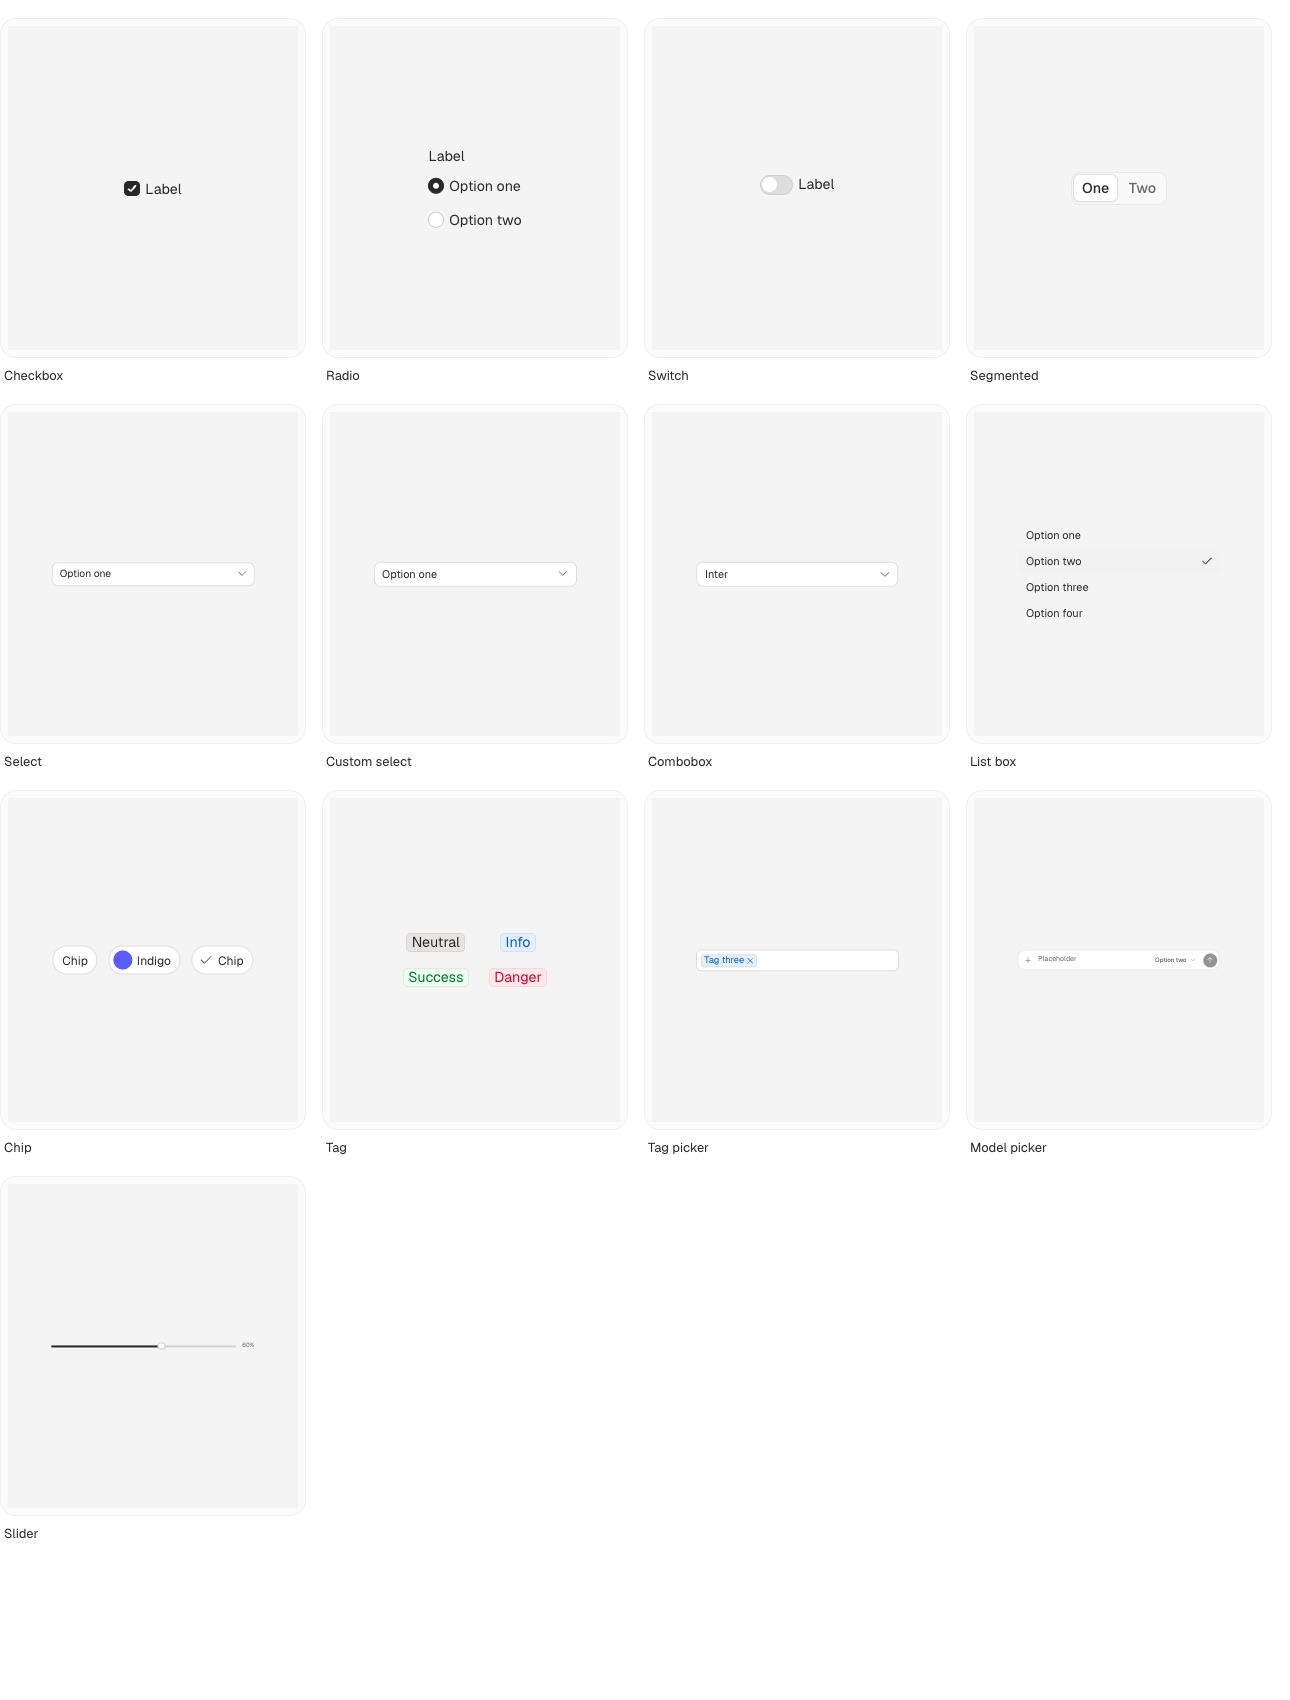 Label
Label
Option one
Option two
Label
One Two
Checkbox
Radio
Switch
Segmented
Option one
Option one
Inter
Option one
Option two
Option three
Option four
Select
Custom select
Combobox
List box
Chip
Indigo
Chip
Neutral
Info
Success
Danger
Tag three
Placeholder
Option two
Chip
Tag
Tag picker
Model picker
60%
Slider